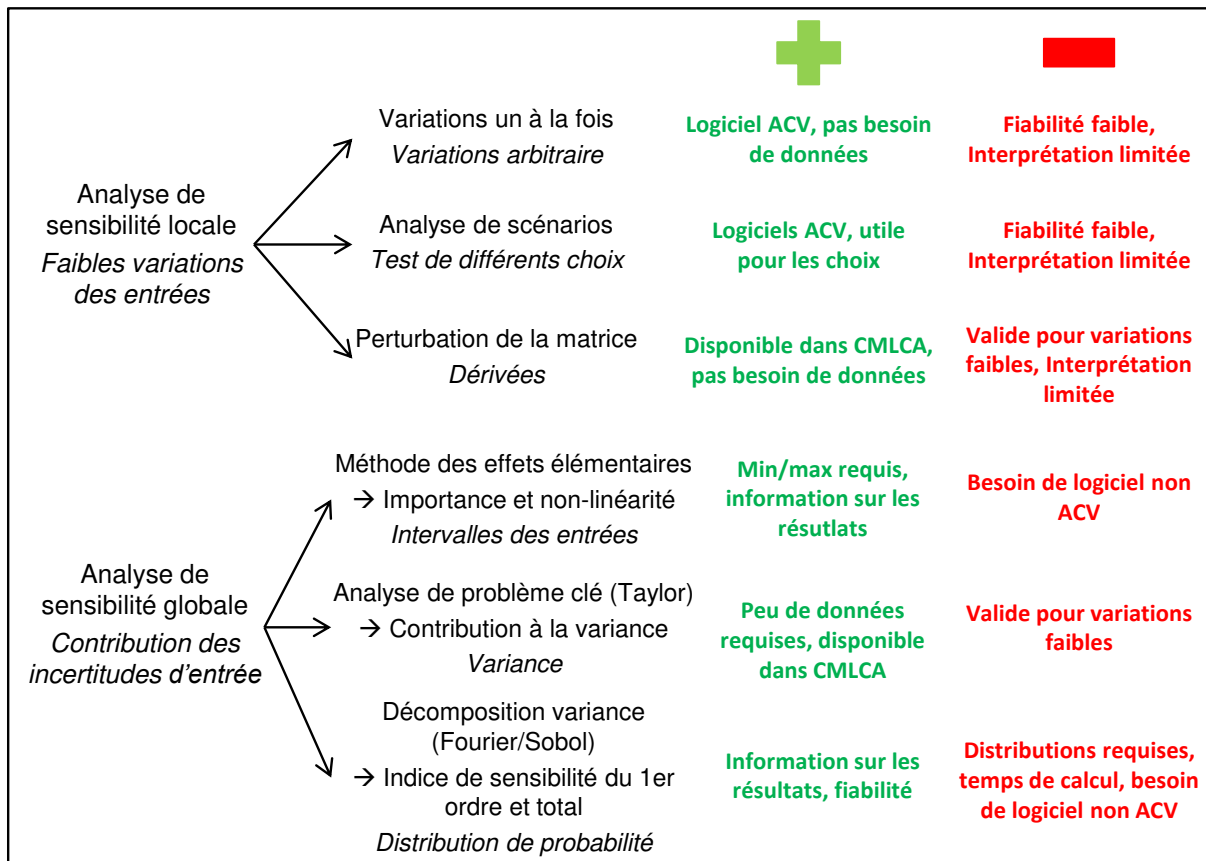 Analyse de
sensibilité locale
Faibles variations
des entrées
Variations un à la fois
Variations arbitraire
Logiciel ACV, pas besoin
de données
Fiabilité faible,
Interprétation limitée
Analyse de scénarios
Test de différents choix
Logiciels ACV, utile
pour les choix
Fiabilité faible,
Interprétation limitée
Perturbation de la matrice
Dérivées
Disponible dans CMLCA,
pas besoin de données
Valide pour variations
faibles, Interprétation
limitée
Analyse de
sensibilité globale
Contribution des
incertitudes d'entrée
Méthode des effets élémentaires
→ Importance et non-linéarité
Intervalles des entrées
Min/max requis,
information sur les
résutlats
Besoin de logiciel non
ACV
Analyse de problème clé (Taylor)
→ Contribution à la variance
Variance
Peu de données
requises, disponible
dans CMLCA
Valide pour variations
faibles
Décomposition variance
(Fourier/Sobol)
→ Indice de sensibilité du 1er
ordre et total
Distribution de probabilité
Information sur les
résultats, fiabilité
Distributions requises,
temps de calcul, besoin
de logiciel non ACV